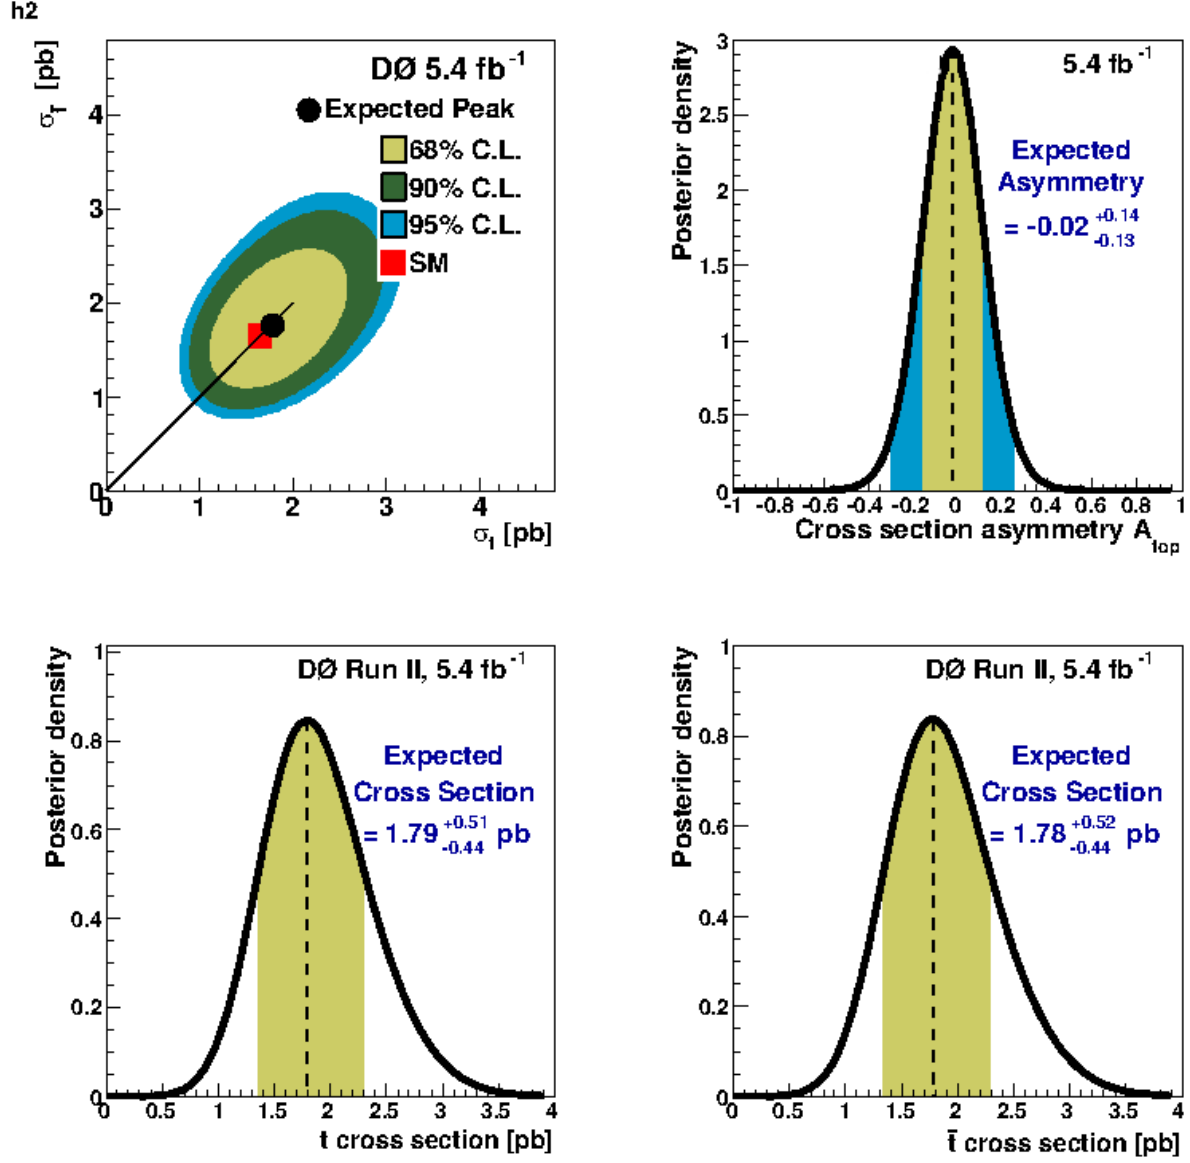 h2
σt̄ [pb]
DØ 5.4 fb-1
Expected Peak
68% C.L.
90% C.L.
95% C.L.
SM
4
3
2
1
0
0 1 2 3 4
σt [pb]
Posterior density
5.4 fb-1
Expected
Asymmetry
= -0.02 +0.14 -0.13
3
2.5
2
1.5
1
0.5
0
-1 -0.8 -0.6 -0.4 -0.2 0 0.2 0.4 0.6 0.8 1
Cross section asymmetry Atop
Posterior density
DØ Run II, 5.4 fb-1
Expected
Cross Section
= 1.79 +0.51 -0.44 pb
1
0.8
0.6
0.4
0.2
0
0 0.5 1 1.5 2 2.5 3 3.5 4
t cross section [pb]
Posterior density
DØ Run II, 5.4 fb-1
Expected
Cross Section
= 1.78 +0.52 -0.44 pb
1
0.8
0.6
0.4
0.2
0
0 0.5 1 1.5 2 2.5 3 3.5 4
t̄ cross section [pb]